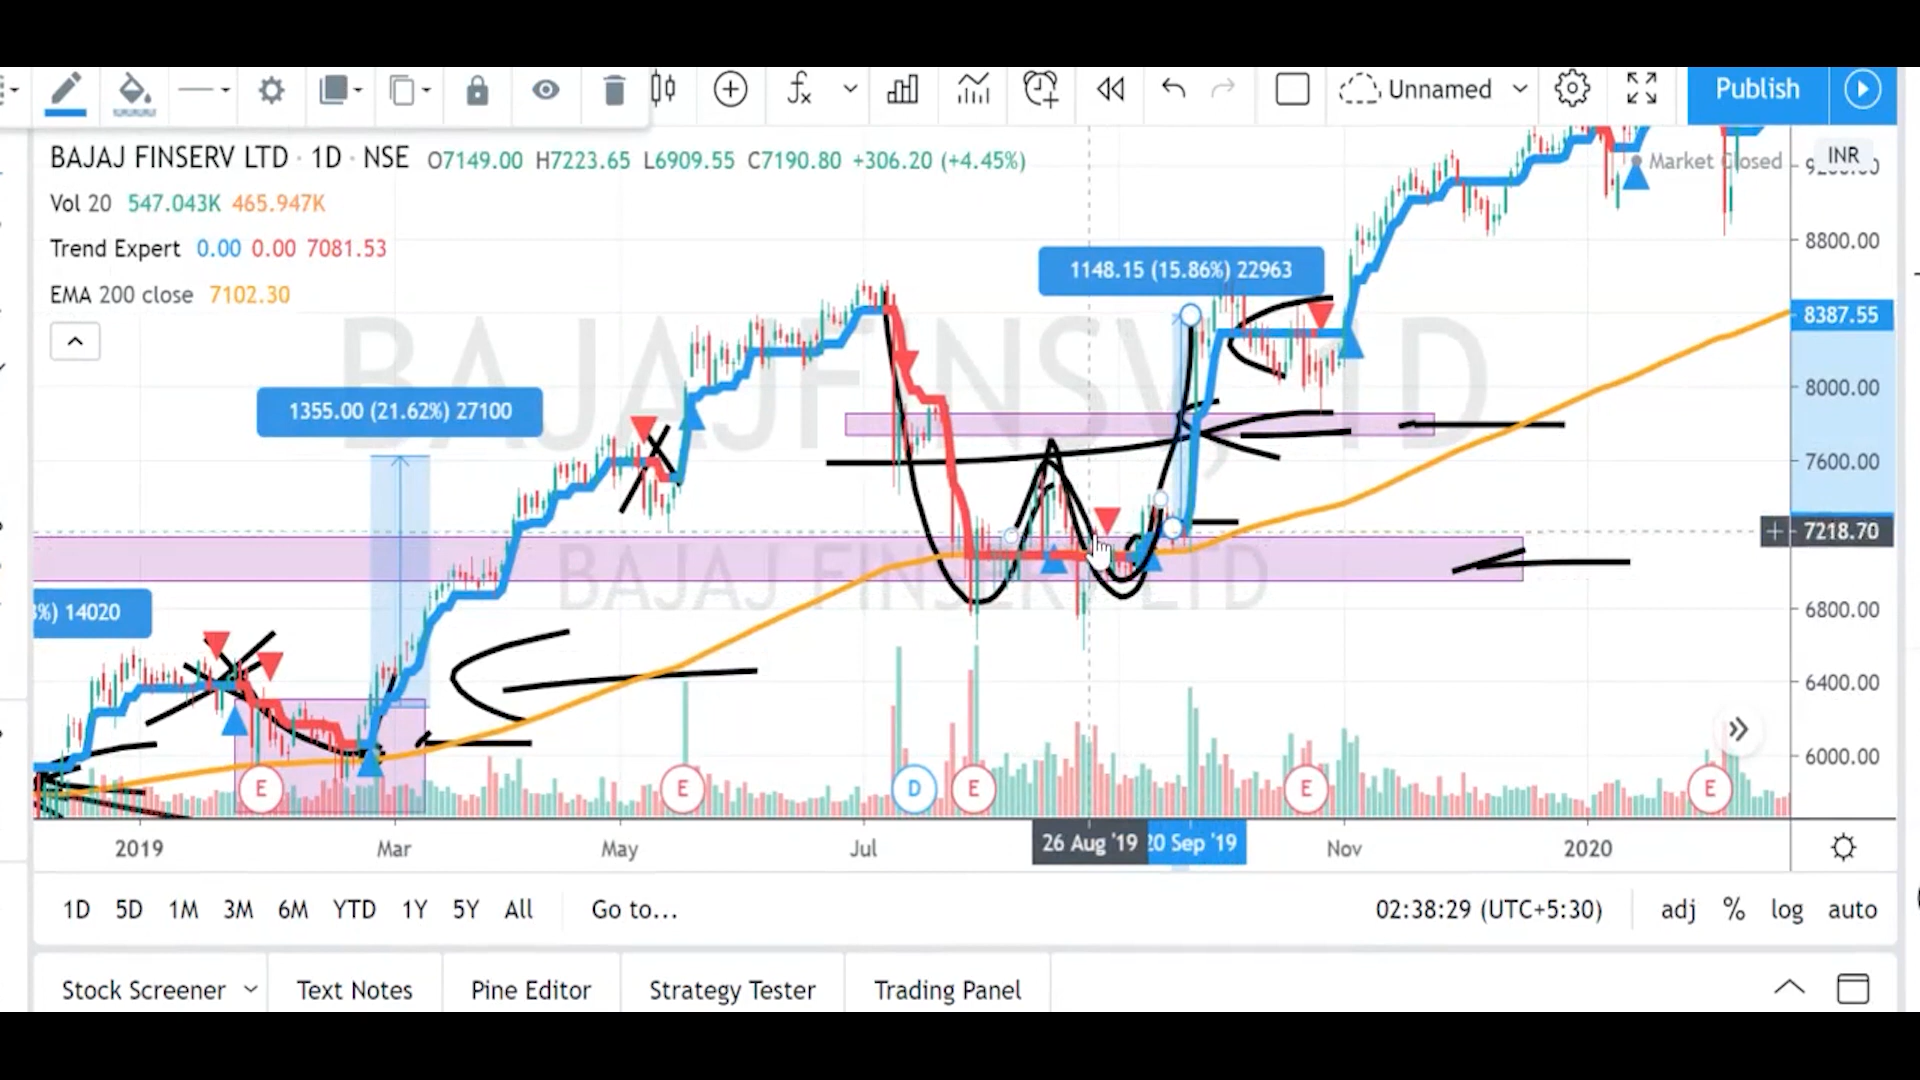 Unnamed
Publish
BAJAJ FINSERV LTD · 1D · NSE O7149.00 H7223.65 L6909.55 C7190.80 +306.20 (+4.45%)
Market Closed
INR
Vol 20 547.043K 465.947K
Trend Expert 0.00 0.00 7081.53
EMA 200 close 7102.30
8800.00
1148.15 (15.86%) 22963
8387.55
BAJAJFINSV, 1D
8000.00
1355.00 (21.62%) 27100
7600.00
7218.70
BAJAJ FINSERV LTD
6800.00
%) 14020
6400.00
6000.00
E E D E E E
2019 Mar May Jul 26 Aug '19 20 Sep '19 Nov 2020
1D 5D 1M 3M 6M YTD 1Y 5Y All Go to... 02:38:29 (UTC+5:30) adj % log auto
Stock Screener Text Notes Pine Editor Strategy Tester Trading Panel